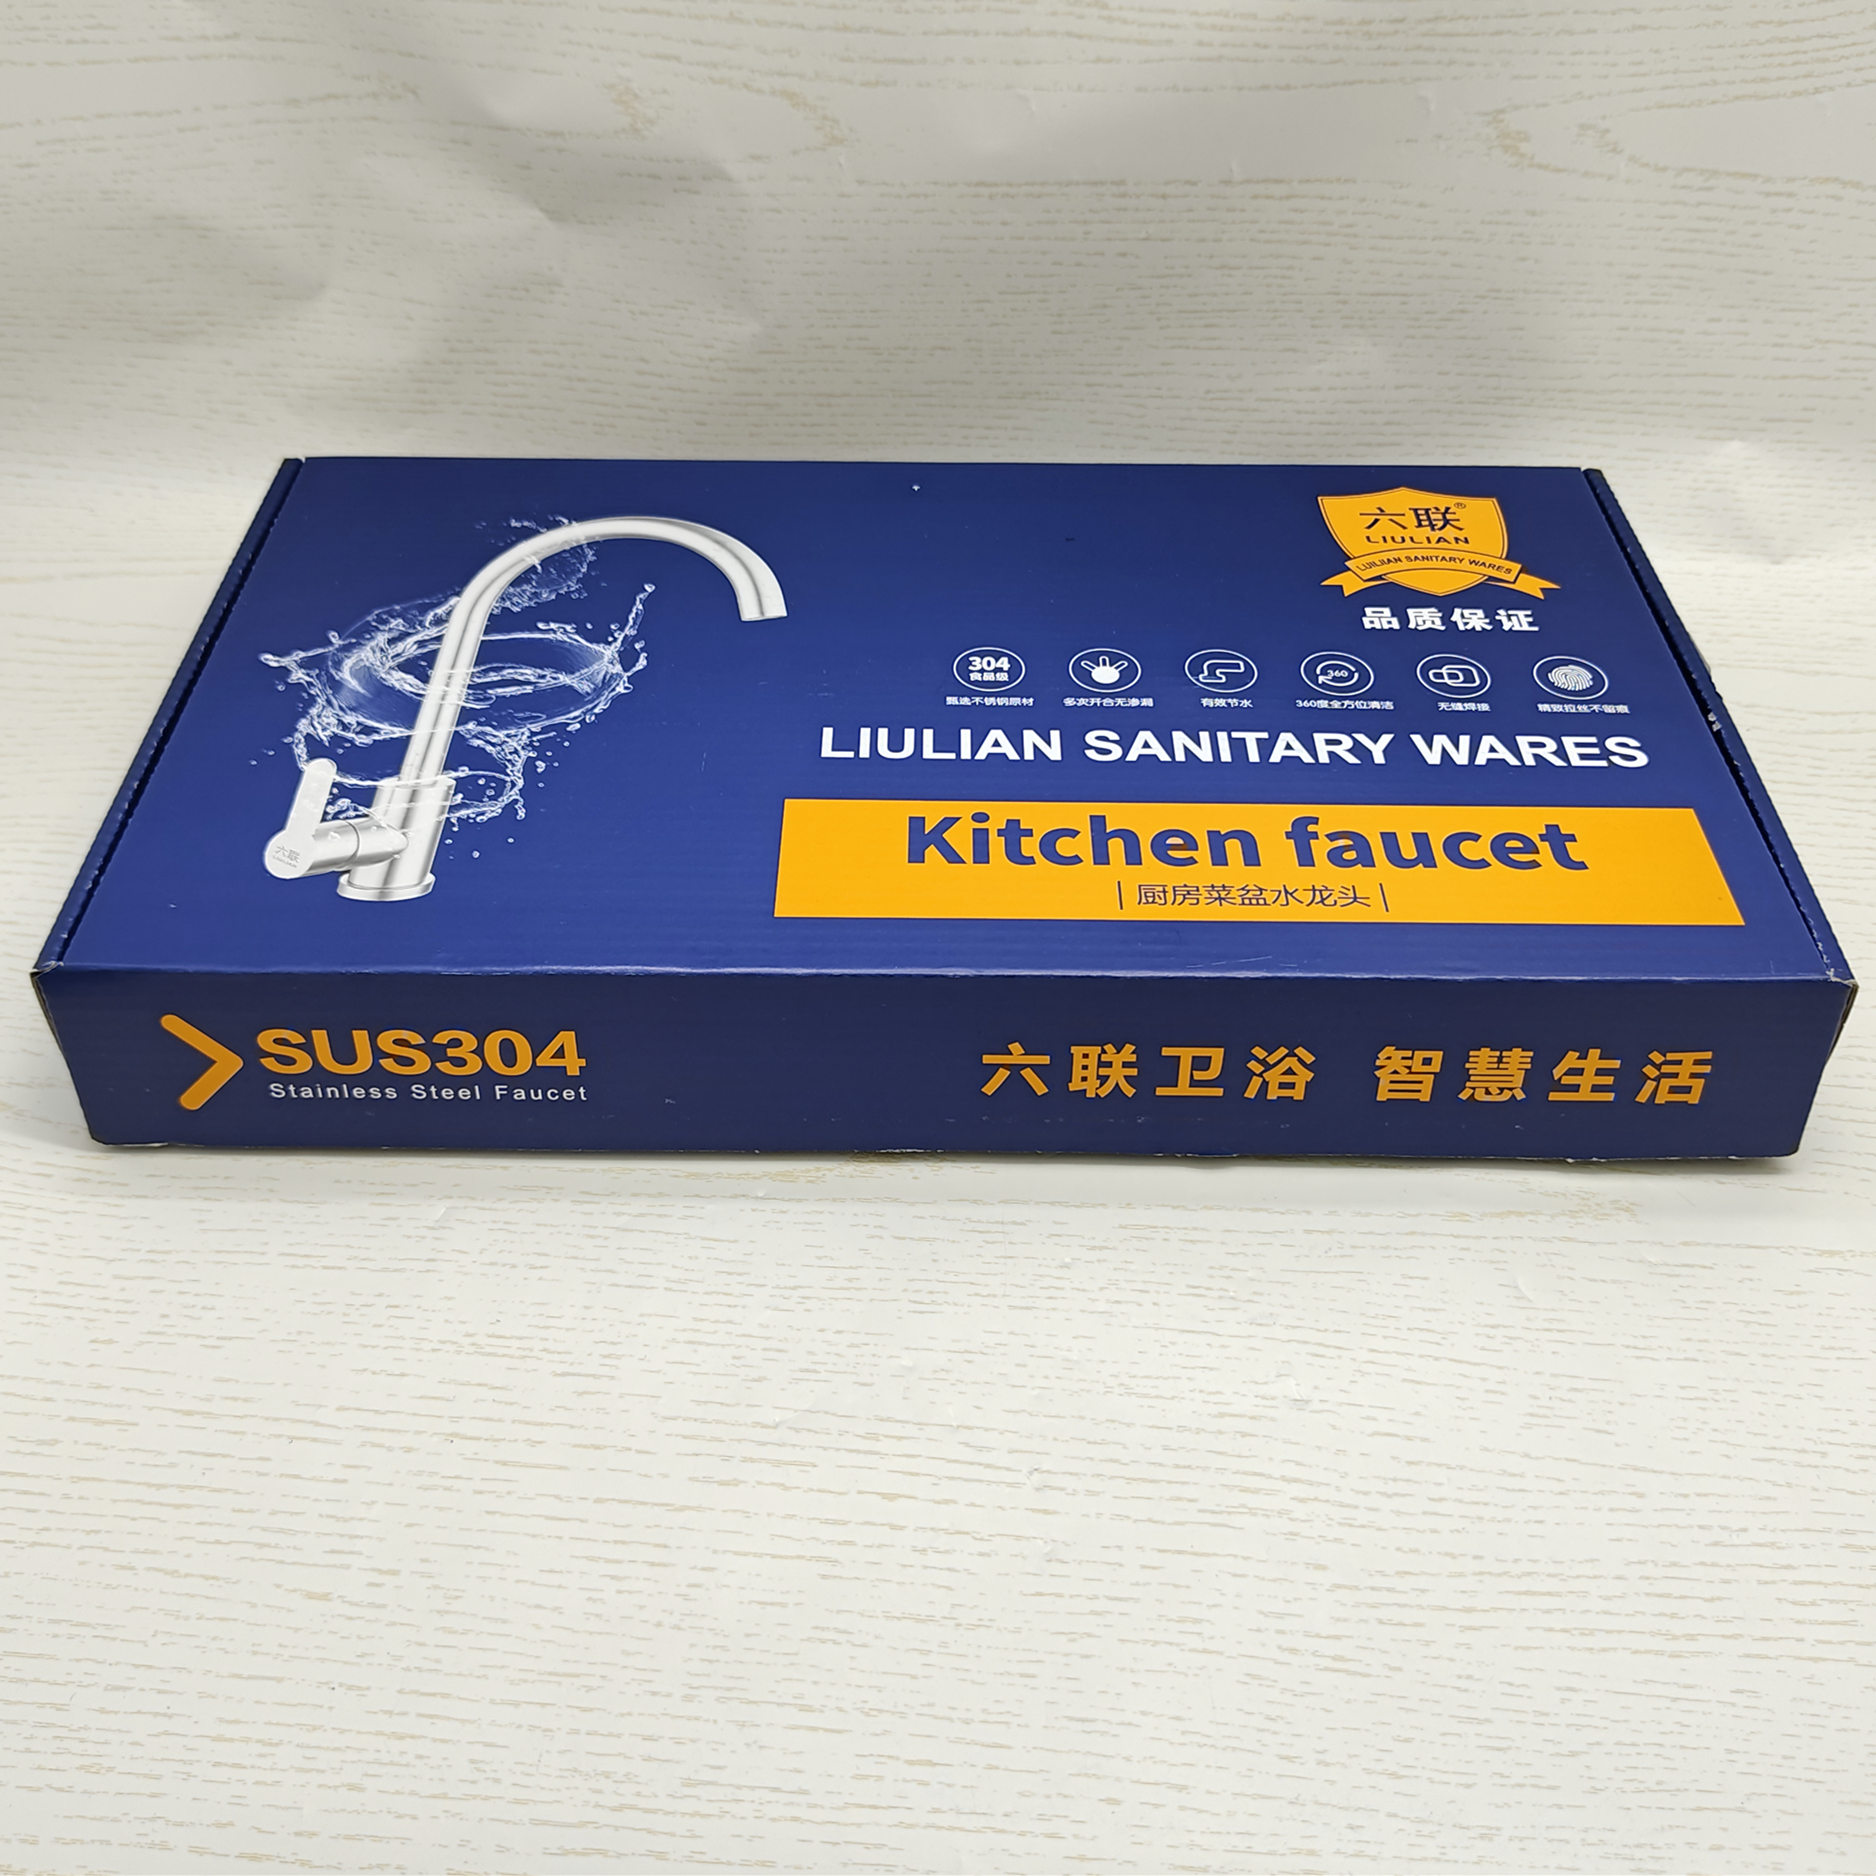 六联®
LIULIAN
LIULIAN SANITARY WARES
品质保证
304
食品级
360
甄选不锈钢原材
多次开合无渗漏
有效节水
360度全方位清洁
无缝焊接
精致拉丝不留痕
LIULIAN SANITARY WARES
Kitchen faucet
|厨房菜盆水龙头|
六联
SUS304
Stainless Steel Faucet
六联卫浴 智慧生活